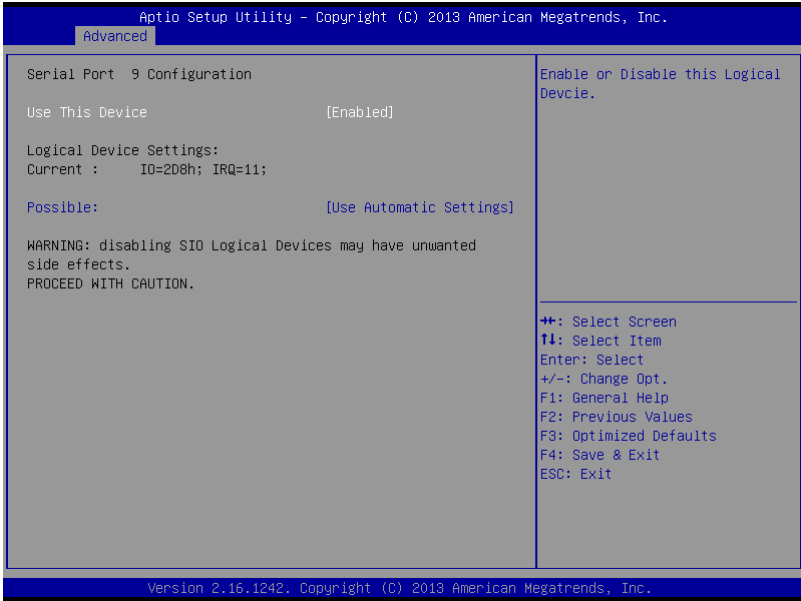 Aptio Setup Utility – Copyright (C) 2013 American Megatrends, Inc.
Advanced
Serial Port 9 Configuration
Use This Device [Enabled]
Logical Device Settings:
Current : IO=2D8h; IRQ=11;
Possible: [Use Automatic Settings]
WARNING: disabling SIO Logical Devices may have unwanted
side effects.
PROCEED WITH CAUTION.
Enable or Disable this Logical
Devcie.
→←: Select Screen
↑↓: Select Item
Enter: Select
+/-: Change Opt.
F1: General Help
F2: Previous Values
F3: Optimized Defaults
F4: Save & Exit
ESC: Exit
Version 2.16.1242. Copyright (C) 2013 American Megatrends, Inc.